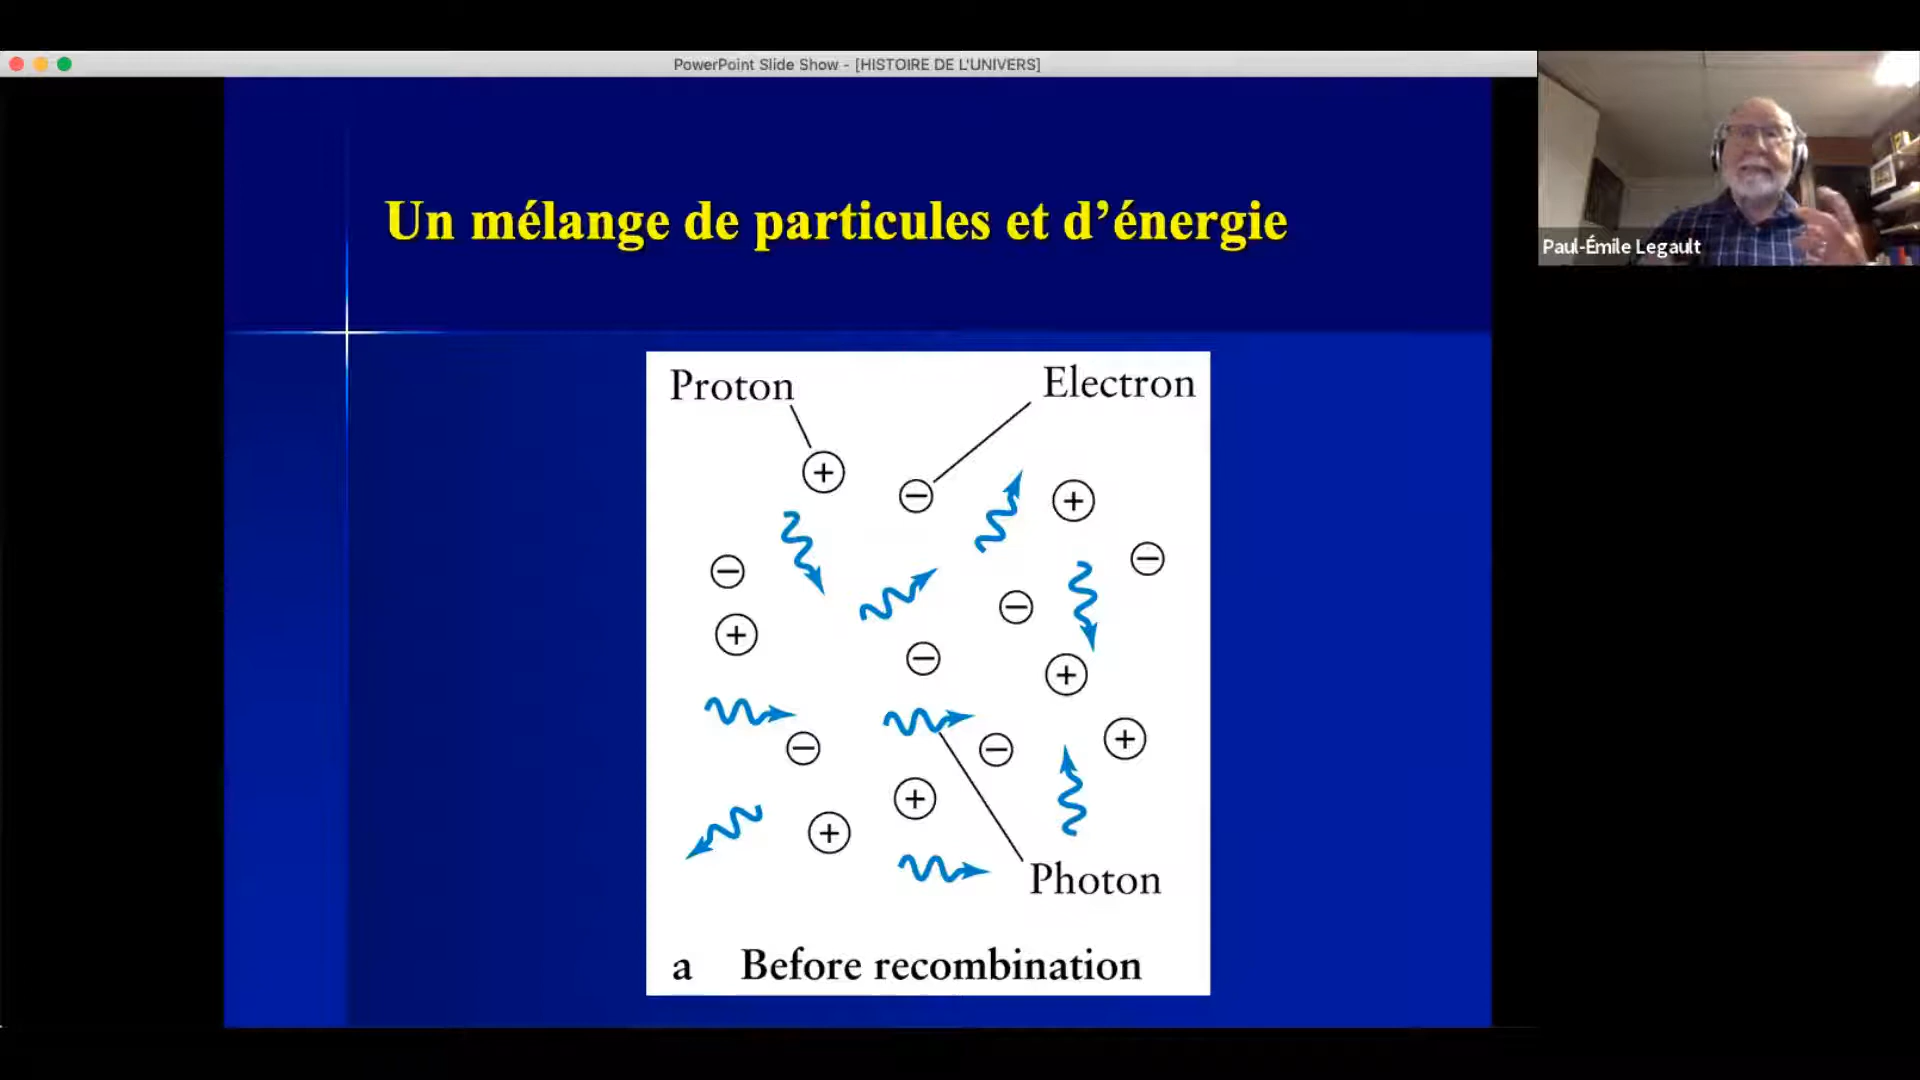 PowerPoint Slide Show - [HISTOIRE DE L'UNIVERS]
Paul-Émile Legault
Un mélange de particules et d’énergie
Proton
Electron
Photon
a Before recombination